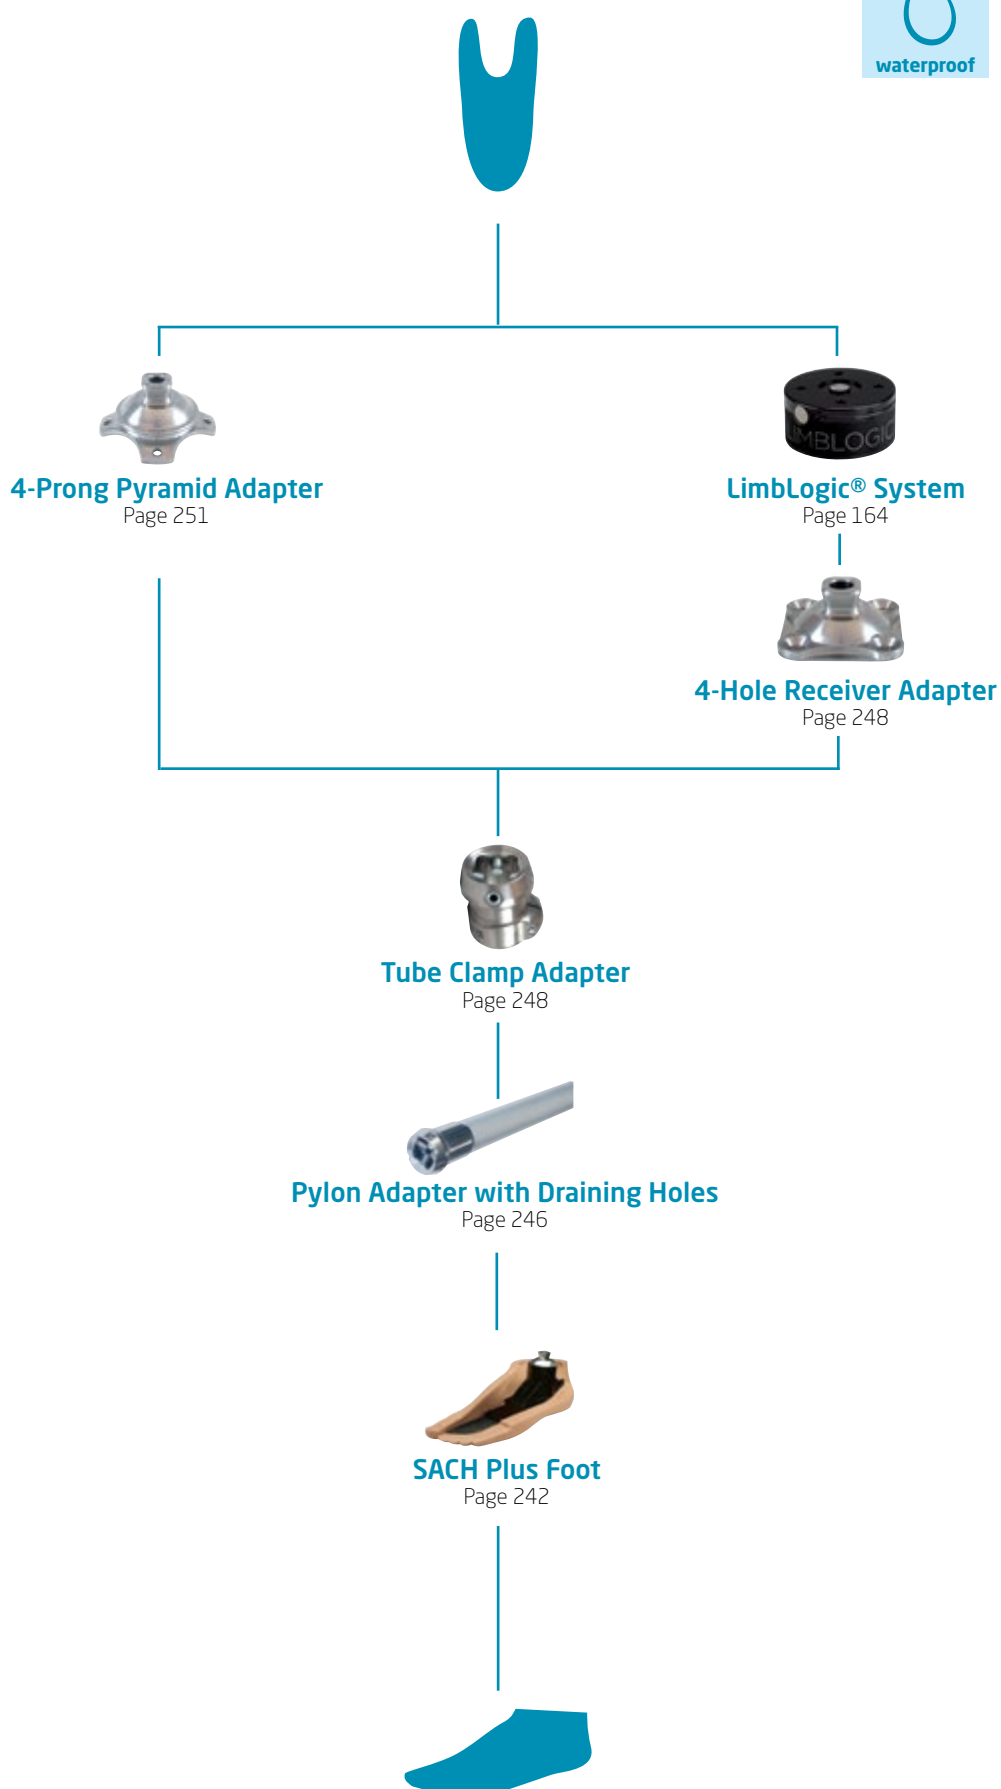 waterproof
4-Prong Pyramid Adapter
Page 251
LIMBLOGIC
LimbLogic® System
Page 164
4-Hole Receiver Adapter
Page 248
Tube Clamp Adapter
Page 248
Pylon Adapter with Draining Holes
Page 246
SACH Plus Foot
Page 242